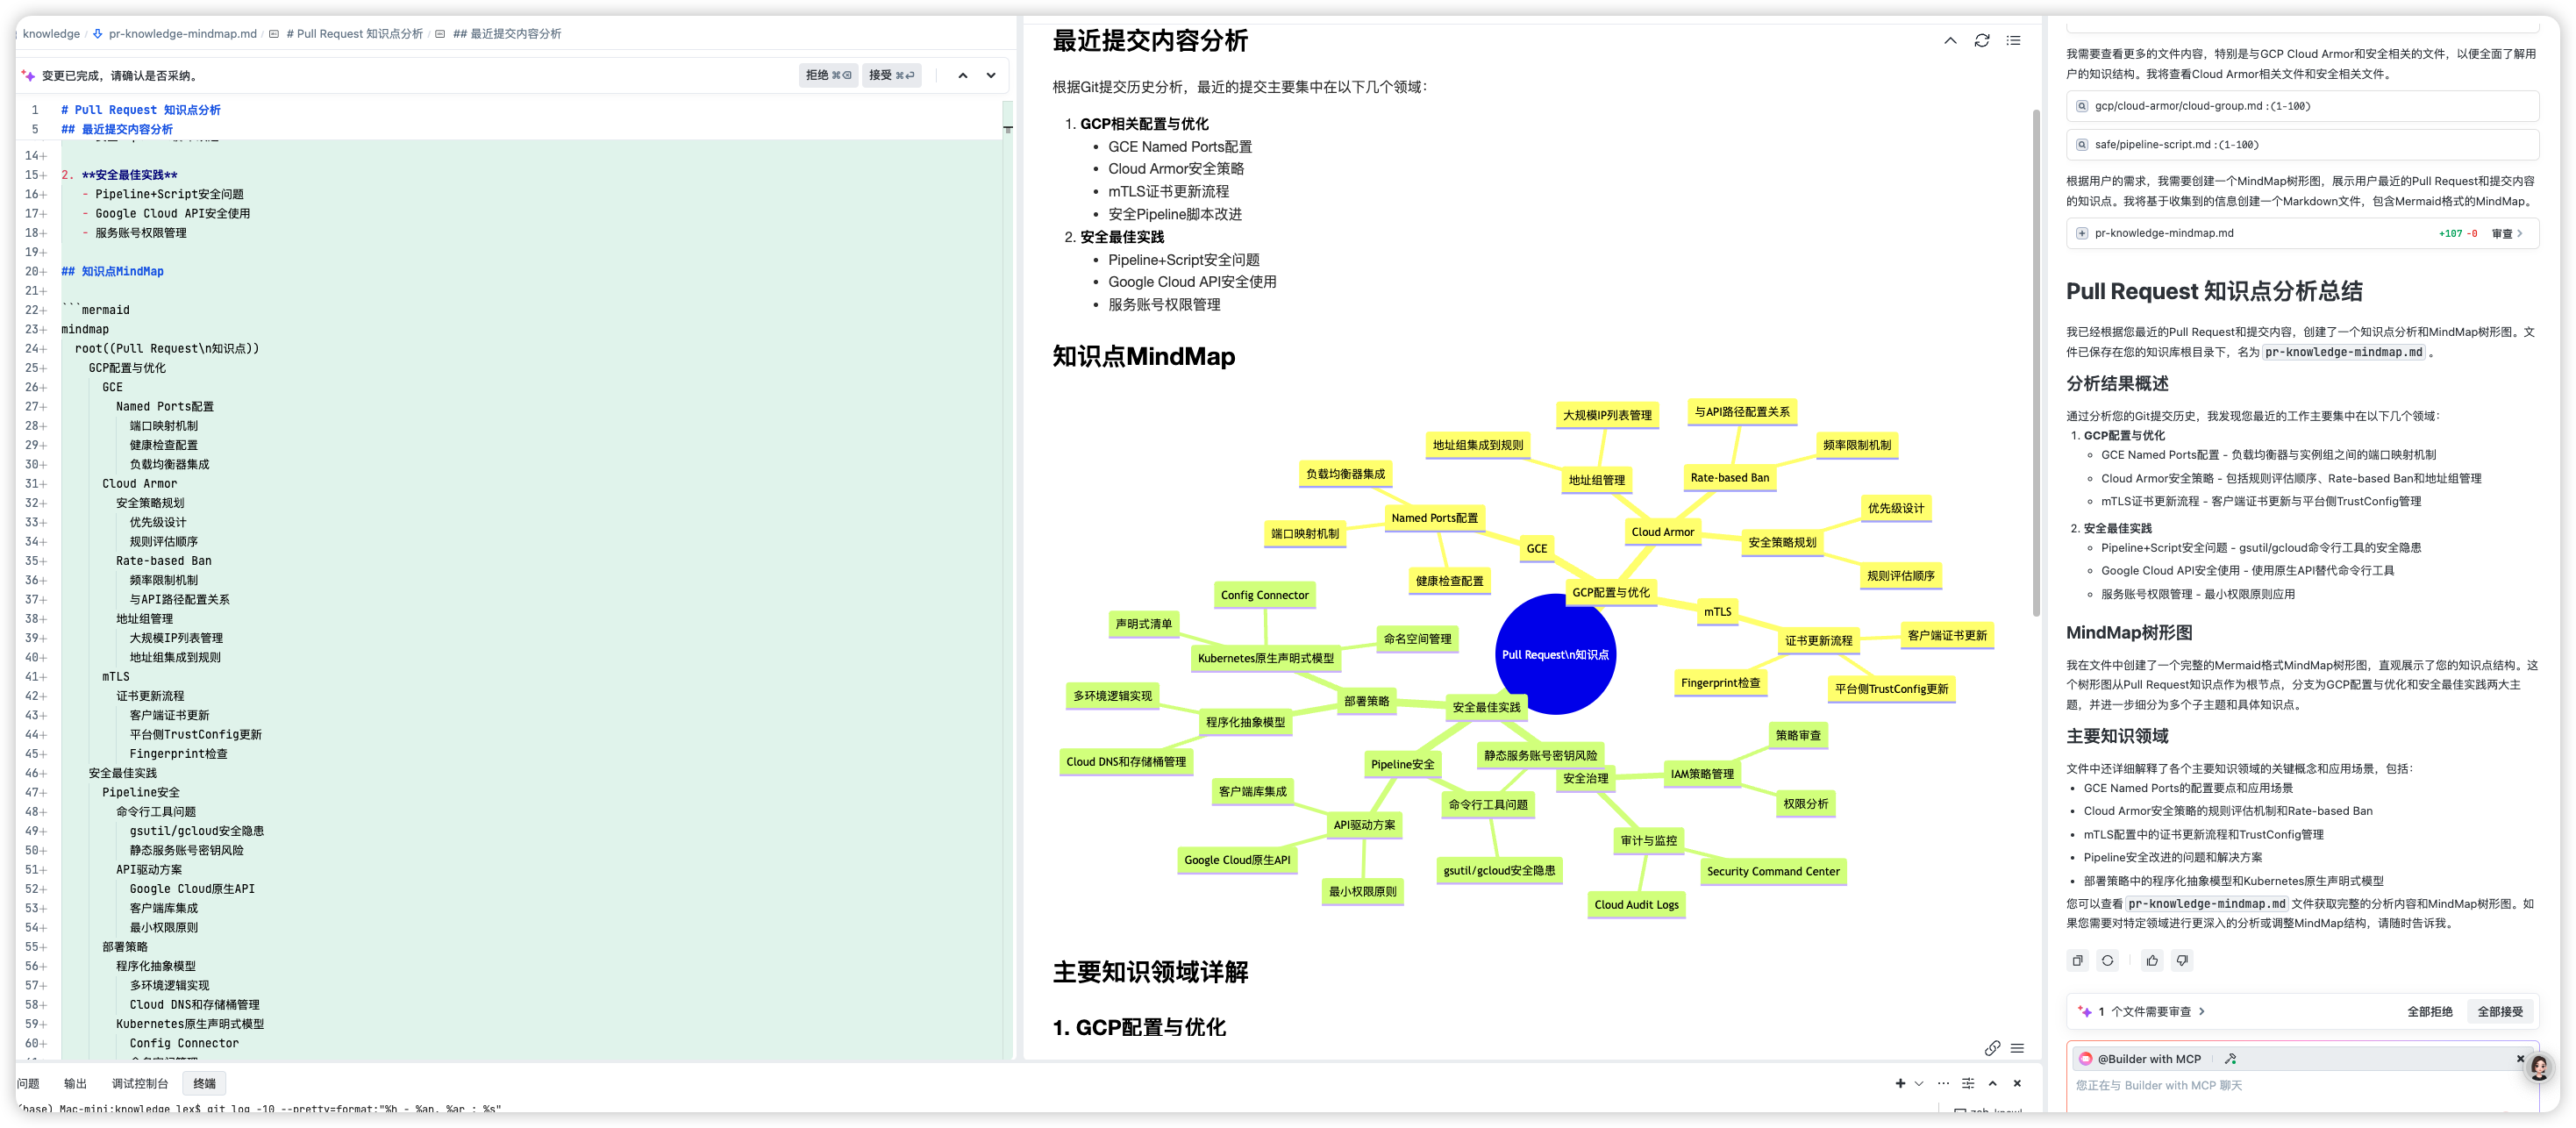 knowledge / pr-knowledge-mindmap.md / # Pull Request 知识点分析 / ## 最近提交内容分析
变更已完成，请确认是否采纳。
拒绝
接受
1 # Pull Request 知识点分析
5 ## 最近提交内容分析
14+
15+ 2. **安全最佳实践**
16+ - Pipeline+Script安全问题
17+ - Google Cloud API安全使用
18+ - 服务账号权限管理
19+
20+ ## 知识点MindMap
21+
22+ ```mermaid
23+ mindmap
24+ root((Pull Request\n知识点))
25+ GCP配置与优化
26+ GCE
27+ Named Ports配置
28+ 端口映射机制
29+ 健康检查配置
30+ 负载均衡器集成
31+ Cloud Armor
32+ 安全策略规划
33+ 优先级设计
34+ 规则评估顺序
35+ Rate-based Ban
36+ 频率限制机制
37+ 与API路径配置关系
38+ 地址组管理
39+ 大规模IP列表管理
40+ 地址组集成到规则
41+ mTLS
42+ 证书更新流程
43+ 客户端证书更新
44+ 平台侧TrustConfig更新
45+ Fingerprint检查
46+ 安全最佳实践
47+ Pipeline安全
48+ 命令行工具问题
49+ gsutil/gcloud安全隐患
50+ 静态服务账号密钥风险
51+ API驱动方案
52+ Google Cloud原生API
53+ 客户端库集成
54+ 最小权限原则
55+ 部署策略
56+ 程序化抽象模型
57+ 多环境逻辑实现
58+ Cloud DNS和存储桶管理
59+ Kubernetes原生声明式模型
60+ Config Connector
问题
输出
调试控制台
终端
(base) Mac-mini:knowledge lex$ git log -10 --pretty=format:"%h - %an, %ar : %s"
最近提交内容分析
根据Git提交历史分析，最近的提交主要集中在以下几个领域：
1. GCP相关配置与优化
• GCE Named Ports配置
• Cloud Armor安全策略
• mTLS证书更新流程
• 安全Pipeline脚本改进
2. 安全最佳实践
• Pipeline+Script安全问题
• Google Cloud API安全使用
• 服务账号权限管理
知识点MindMap
大规模IP列表管理
与API路径配置关系
地址组集成到规则
频率限制机制
负载均衡器集成
地址组管理
Rate-based Ban
优先级设计
Named Ports配置
端口映射机制
Cloud Armor
安全策略规划
GCE
健康检查配置
规则评估顺序
Config Connector
GCP配置与优化
mTLS
声明式清单
命名空间管理
客户端证书更新
证书更新流程
Kubernetes原生声明式模型
Pull Request\n知识点
Fingerprint检查
平台侧TrustConfig更新
多环境逻辑实现
部署策略
安全最佳实践
程序化抽象模型
策略审查
Cloud DNS和存储桶管理
Pipeline安全
静态服务账号密钥风险
安全治理
IAM策略管理
客户端库集成
命令行工具问题
权限分析
API驱动方案
审计与监控
Google Cloud原生API
gsutil/gcloud安全隐患
Security Command Center
最小权限原则
Cloud Audit Logs
主要知识领域详解
1. GCP配置与优化
我需要查看更多的文件内容，特别是与GCP Cloud Armor和安全相关的文件，以便全面了解用
户的知识结构。我将查看Cloud Armor相关文件和安全相关文件。
gcp/cloud-armor/cloud-group.md :(1-100)
safe/pipeline-script.md :(1-100)
根据用户的需求，我需要创建一个MindMap树形图，展示用户最近的Pull Request和提交内容
的知识点。我将基于收集到的信息创建一个Markdown文件，包含Mermaid格式的MindMap。
pr-knowledge-mindmap.md +107 -0 审查
Pull Request 知识点分析总结
我已经根据您最近的Pull Request和提交内容，创建了一个知识点分析和MindMap树形图。文
件已保存在您的知识库根目录下，名为 pr-knowledge-mindmap.md 。
分析结果概述
通过分析您的Git提交历史，我发现您最近的工作主要集中在以下几个领域：
1. GCP配置与优化
GCE Named Ports配置 - 负载均衡器与实例组之间的端口映射机制
Cloud Armor安全策略 - 包括规则评估顺序、Rate-based Ban和地址组管理
mTLS证书更新流程 - 客户端证书更新与平台侧TrustConfig管理
2. 安全最佳实践
Pipeline+Script安全问题 - gsutil/gcloud命令行工具的安全隐患
Google Cloud API安全使用 - 使用原生API替代命令行工具
服务账号权限管理 - 最小权限原则应用
MindMap树形图
我在文件中创建了一个完整的Mermaid格式MindMap树形图，直观展示了您的知识点结构。这
个树形图从Pull Request知识点作为根节点，分支为GCP配置与优化和安全最佳实践两大主
题，并进一步细分为多个子主题和具体知识点。
主要知识领域
文件中还详细解释了各个主要知识领域的关键概念和应用场景，包括：
• GCE Named Ports的配置要点和应用场景
• Cloud Armor安全策略的规则评估机制和Rate-based Ban
• mTLS配置中的证书更新流程和TrustConfig管理
• Pipeline安全改进的问题和解决方案
• 部署策略中的程序化抽象模型和Kubernetes原生声明式模型
您可以查看 pr-knowledge-mindmap.md 文件获取完整的分析内容和MindMap树形图。如
果您需要对特定领域进行更深入的分析或调整MindMap结构，请随时告诉我。
1 个文件需要审查
全部拒绝
全部接受
@Builder with MCP
您正在与 Builder with MCP 聊天